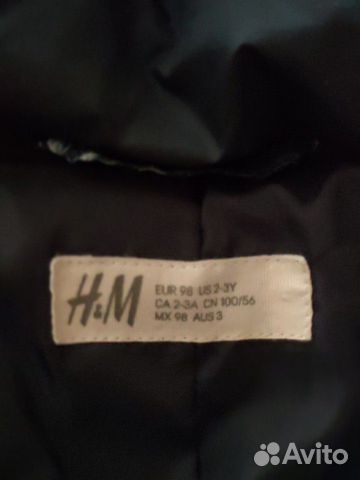 H&M
EUR 98 US 2-3Y
CA 2-3A CN 100/56
MX 98 AUS 3
Avito